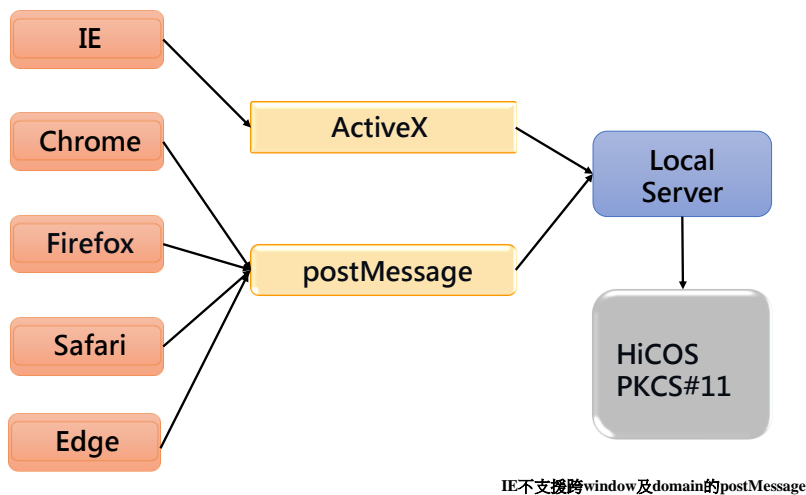 IE
Chrome
ActiveX
Local
Server
Firefox
postMessage
Safari
HiCOS
PKCS#11
Edge
IE不支援跨window及domain的postMessage